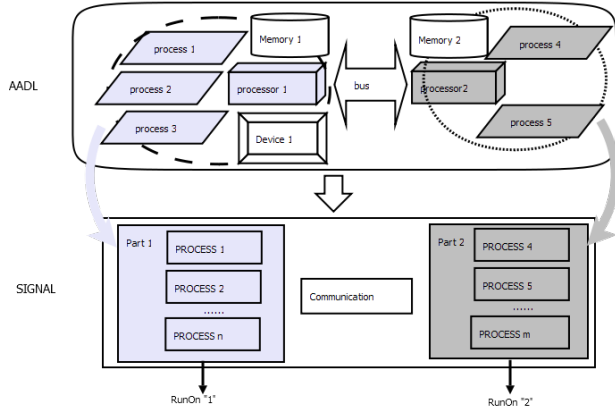 AADL
process 1
process 2
process 3
Memory 1
processor 1
Device 1
bus
Memory 2
processor2
process 4
process 5
SIGNAL
Part 1
PROCESS 1
PROCESS 2
......
PROCESS n
Communication
Part 2
PROCESS 4
PROCESS 5
......
PROCESS m
RunOn "1"
RunOn "2"